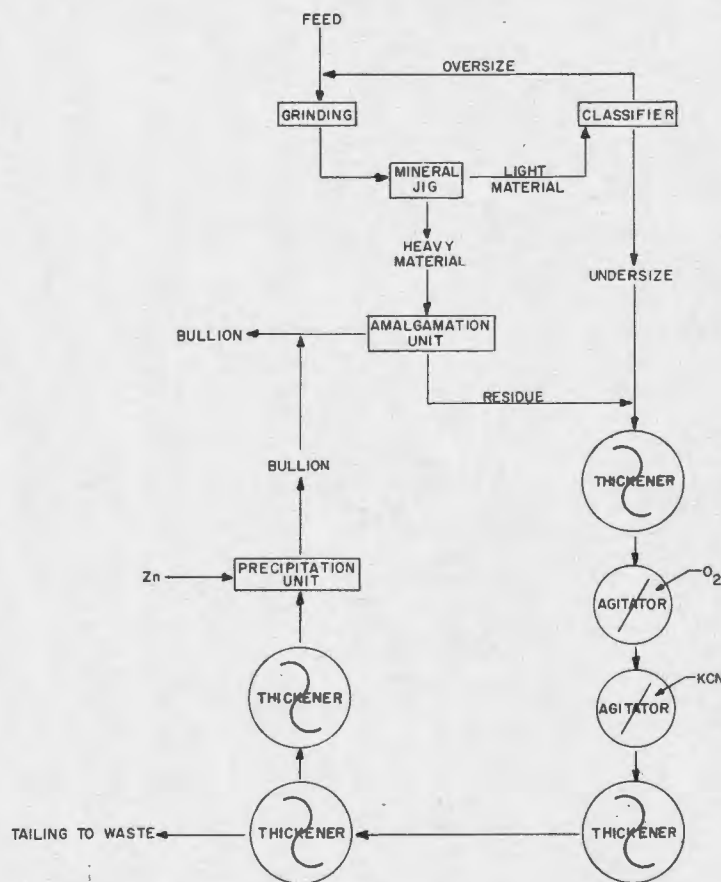 FEED
OVERSIZE
GRINDING
CLASSIFIER
MINERAL
JIG
LIGHT
MATERIAL
HEAVY
MATERIAL
UNDERSIZE
BULLION
AMALGAMATION
UNIT
RESIDUE
BULLION
THICKENER
Zn
PRECIPITATION
UNIT
O2
AGITATOR
THICKENER
KCN
AGITATOR
TAILING TO WASTE
THICKENER
THICKENER